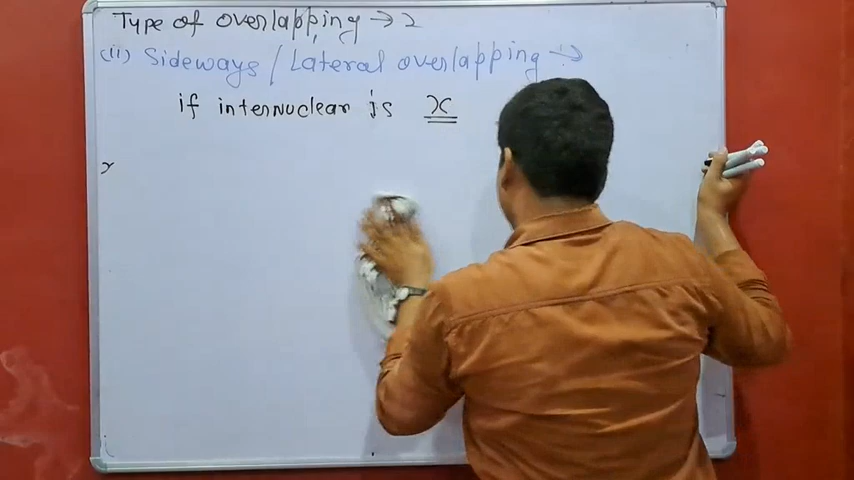 Type of overlapping → 2
(ii) Sideways / Lateral overlapping →
if internuclear is x
x